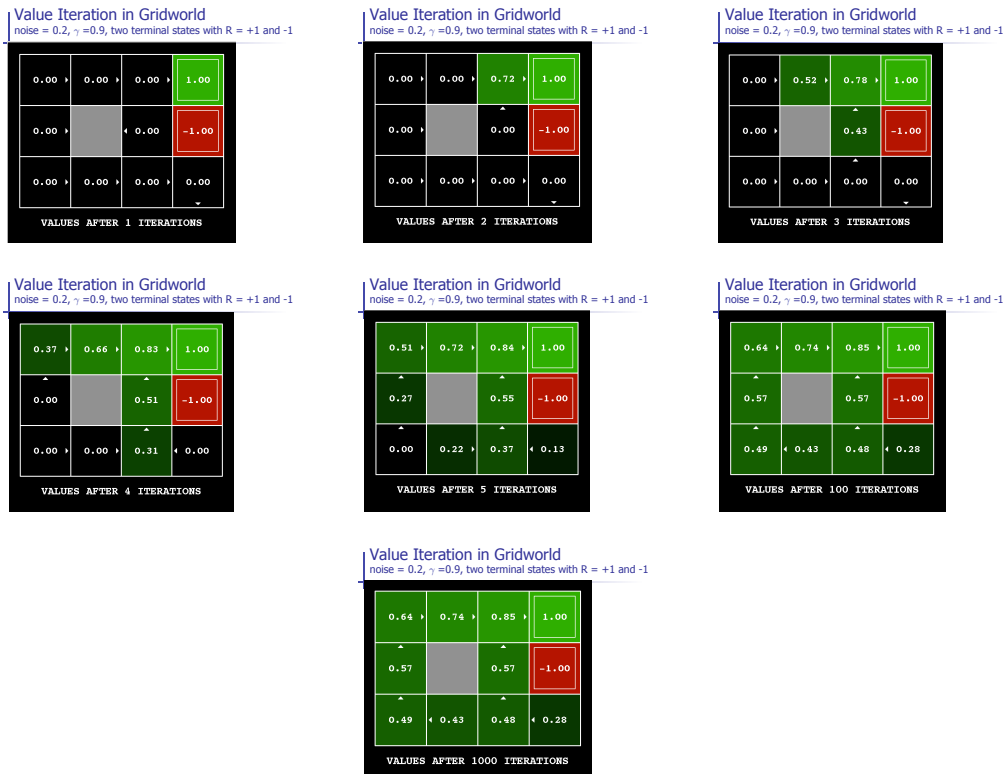 Value Iteration in Gridworld
noise = 0.2, γ =0.9, two terminal states with R = +1 and -1
0.00 0.00 0.00 1.00
0.00 0.00 -1.00
0.00 0.00 0.00 0.00
VALUES AFTER 1 ITERATIONS
Value Iteration in Gridworld
noise = 0.2, γ =0.9, two terminal states with R = +1 and -1
0.00 0.00 0.72 1.00
0.00 0.00 -1.00
0.00 0.00 0.00 0.00
VALUES AFTER 2 ITERATIONS
Value Iteration in Gridworld
noise = 0.2, γ =0.9, two terminal states with R = +1 and -1
0.00 0.52 0.78 1.00
0.00 0.43 -1.00
0.00 0.00 0.00 0.00
VALUES AFTER 3 ITERATIONS
Value Iteration in Gridworld
noise = 0.2, γ =0.9, two terminal states with R = +1 and -1
0.37 0.66 0.83 1.00
0.00 0.51 -1.00
0.00 0.00 0.31 0.00
VALUES AFTER 4 ITERATIONS
Value Iteration in Gridworld
noise = 0.2, γ =0.9, two terminal states with R = +1 and -1
0.51 0.72 0.84 1.00
0.27 0.55 -1.00
0.00 0.22 0.37 0.13
VALUES AFTER 5 ITERATIONS
Value Iteration in Gridworld
noise = 0.2, γ =0.9, two terminal states with R = +1 and -1
0.64 0.74 0.85 1.00
0.57 0.57 -1.00
0.49 0.43 0.48 0.28
VALUES AFTER 100 ITERATIONS
Value Iteration in Gridworld
noise = 0.2, γ =0.9, two terminal states with R = +1 and -1
0.64 0.74 0.85 1.00
0.57 0.57 -1.00
0.49 0.43 0.48 0.28
VALUES AFTER 1000 ITERATIONS